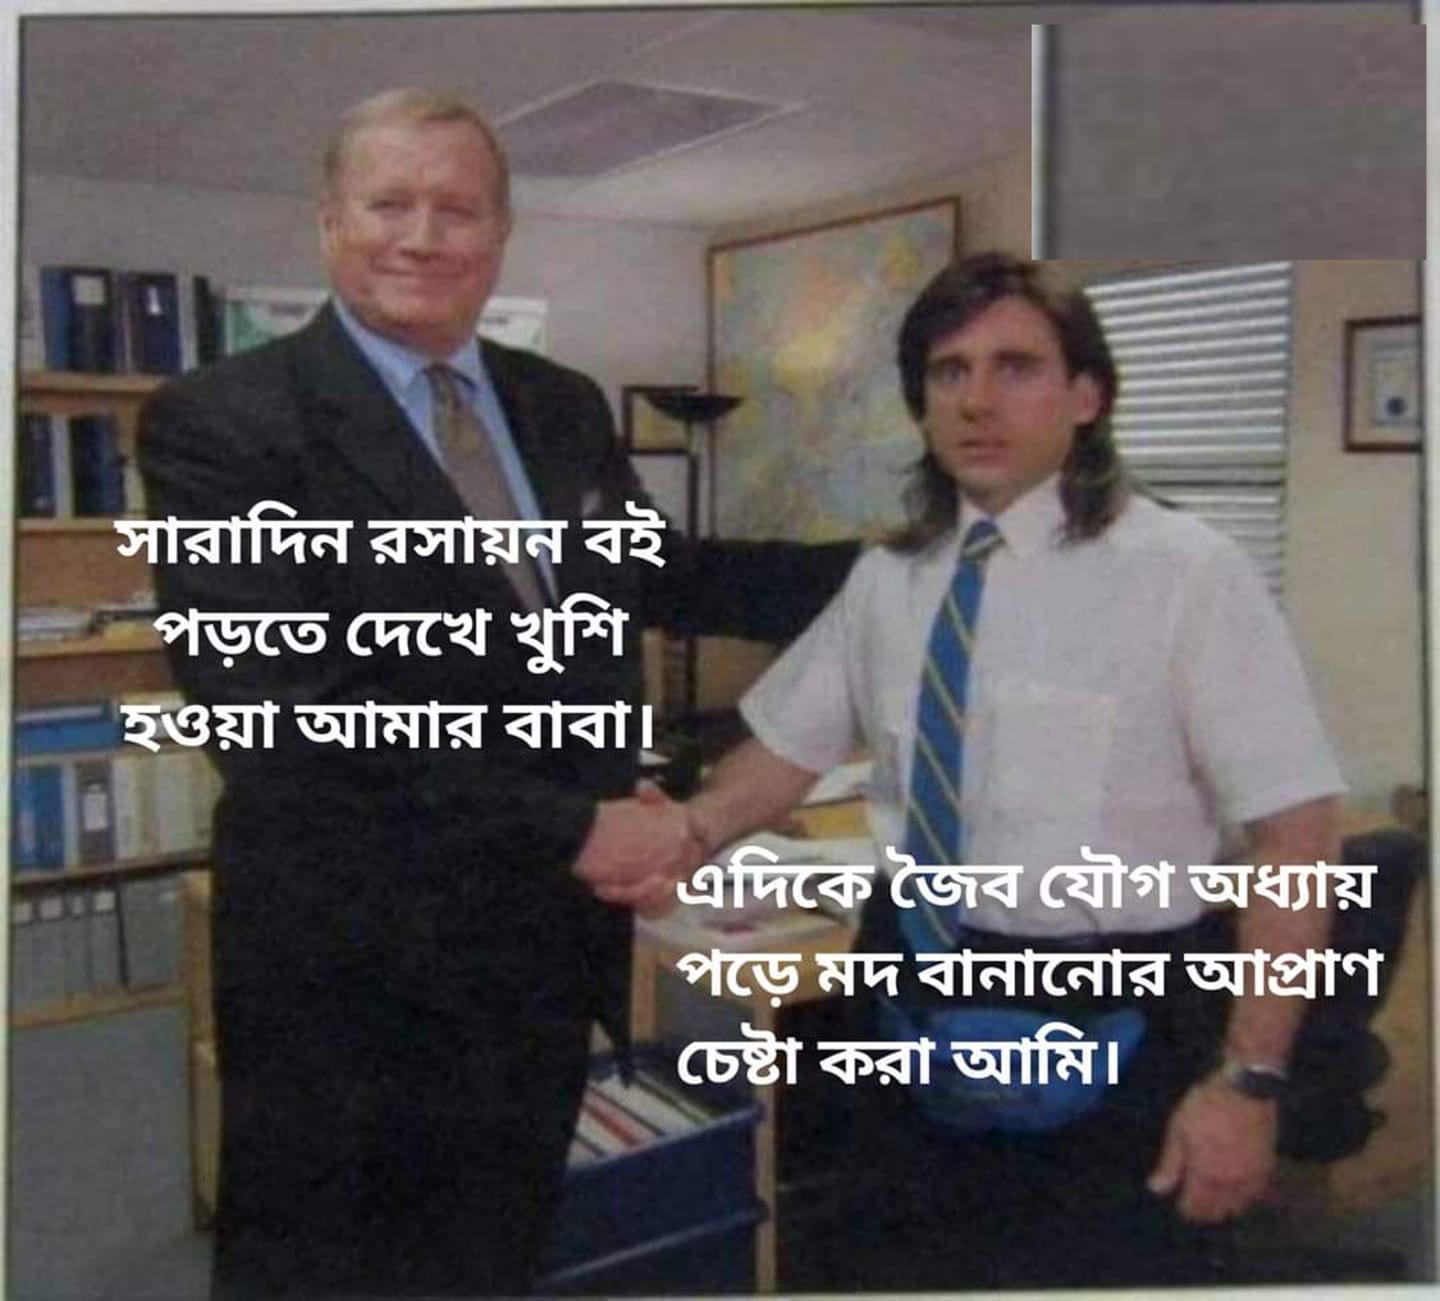 সারাদিন রসায়ন বই
পড়তে দেখে খুশি
হওয়া আমার বাবা।
এদিকে জৈব যৌগ অধ্যায়
পড়ে মদ বানানোর আপ্রাণ
চেষ্টা করা আমি।